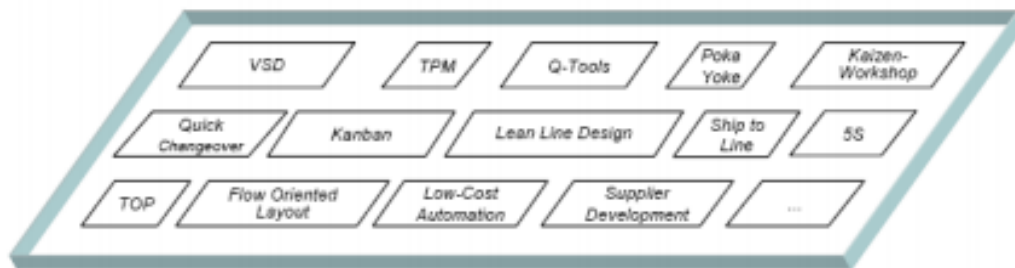 VSD
TPM
Q-Tools
Poka
Yoke
Kaizen-
Workshop
Quick
Changeover
Kanban
Lean Line Design
Ship to
Line
5S
TOP
Flow Oriented
Layout
Low-Cost
Automation
Supplier
Development
...